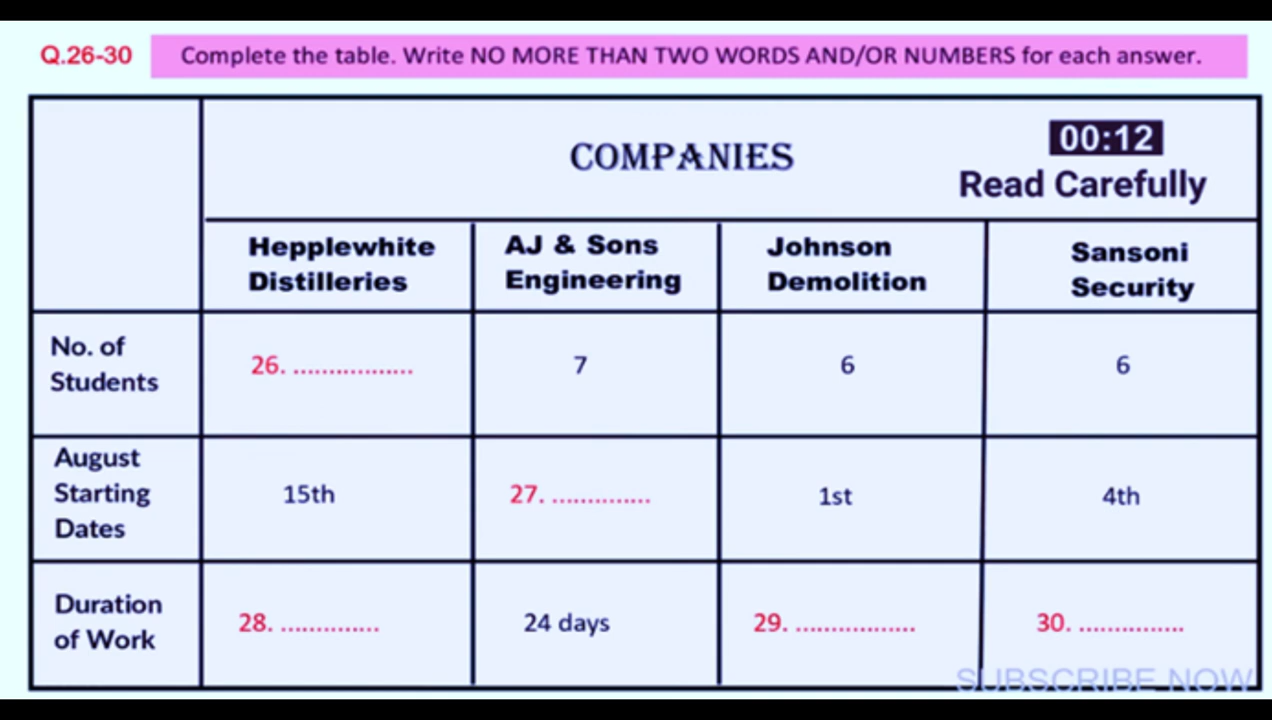 Q.26-30 Complete the table. Write NO MORE THAN TWO WORDS AND/OR NUMBERS for each answer.
COMPANIES
00:12
Read Carefully
Hepplewhite Distilleries
AJ & Sons Engineering
Johnson Demolition
Sansoni Security
No. of Students
26. .................
7
6
6
August Starting Dates
15th
27. ..............
1st
4th
Duration of Work
28. ..............
24 days
29. .................
30. ...............
SUBSCRIBE NOW